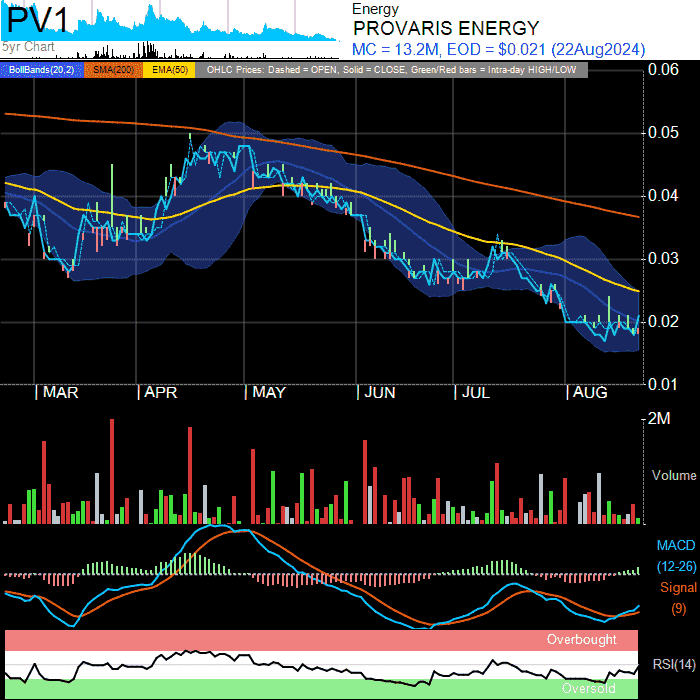 PV1
5yr Chart
Energy
PROVARIS ENERGY
MC = 13.2M, EOD = $0.021 (22Aug2024)
BollBands(20,2) SMA(200) EMA(50) OHLC Prices: Dashed = OPEN, Solid = CLOSE, Green/Red bars = Intra-day HIGH/LOW
0.06
0.05
0.04
0.03
0.02
0.01
| MAR | APR | MAY | JUN | JUL | AUG
2M
Volume
MACD
(12-26)
Signal
(9)
Overbought
RSI(14)
Oversold